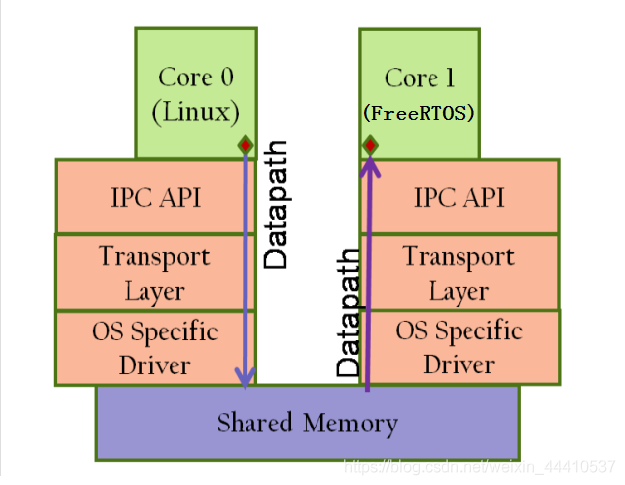 Core 0
(Linux)
Datapath
IPC API
Transport
Layer
OS Specific
Driver
Core 1
(FreeRTOS)
Datapath
IPC API
Transport
Layer
OS Specific
Driver
Shared Memory
https://blog.csdn.net/weixin_44410537